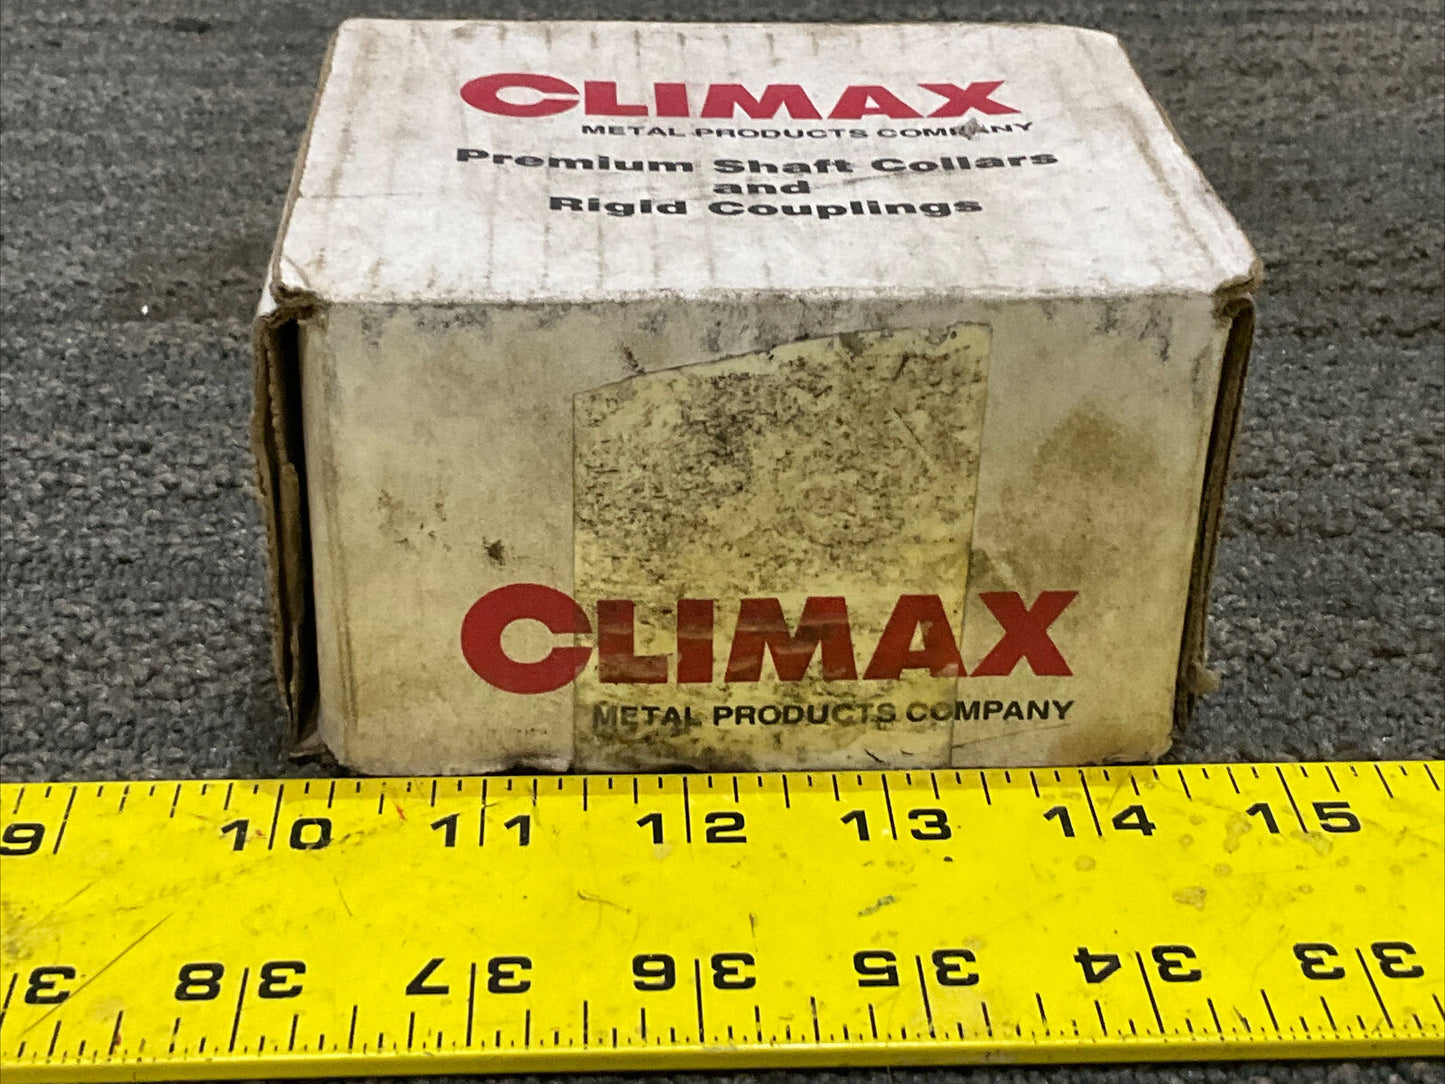 CLIMAX
METAL PRODUCTS COMPANY
Premium Shaft Collars
and
Rigid Couplings
CLIMAX
METAL PRODUCTS COMPANY
9 10 11 12 13 14 15
38 37 36 35 34 33